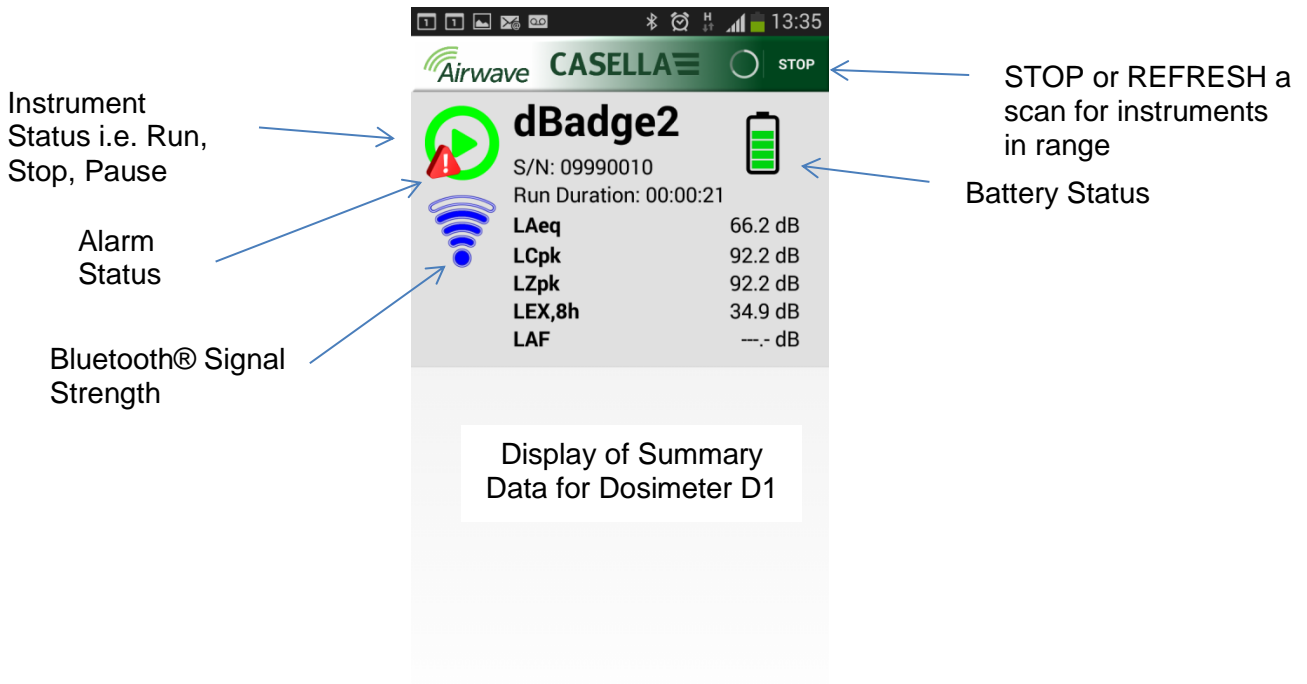 1 1 H 13:35
Airwave CASELLA STOP
STOP or REFRESH a
scan for instruments
in range
Instrument
Status i.e. Run,
Stop, Pause
dBadge2
S/N: 09990010
Run Duration: 00:00:21
Battery Status
LAeq 66.2 dB
LCpk 92.2 dB
LZpk 92.2 dB
LEX,8h 34.9 dB
LAF ---.- dB
Alarm
Status
Bluetooth® Signal
Strength
Display of Summary
Data for Dosimeter D1